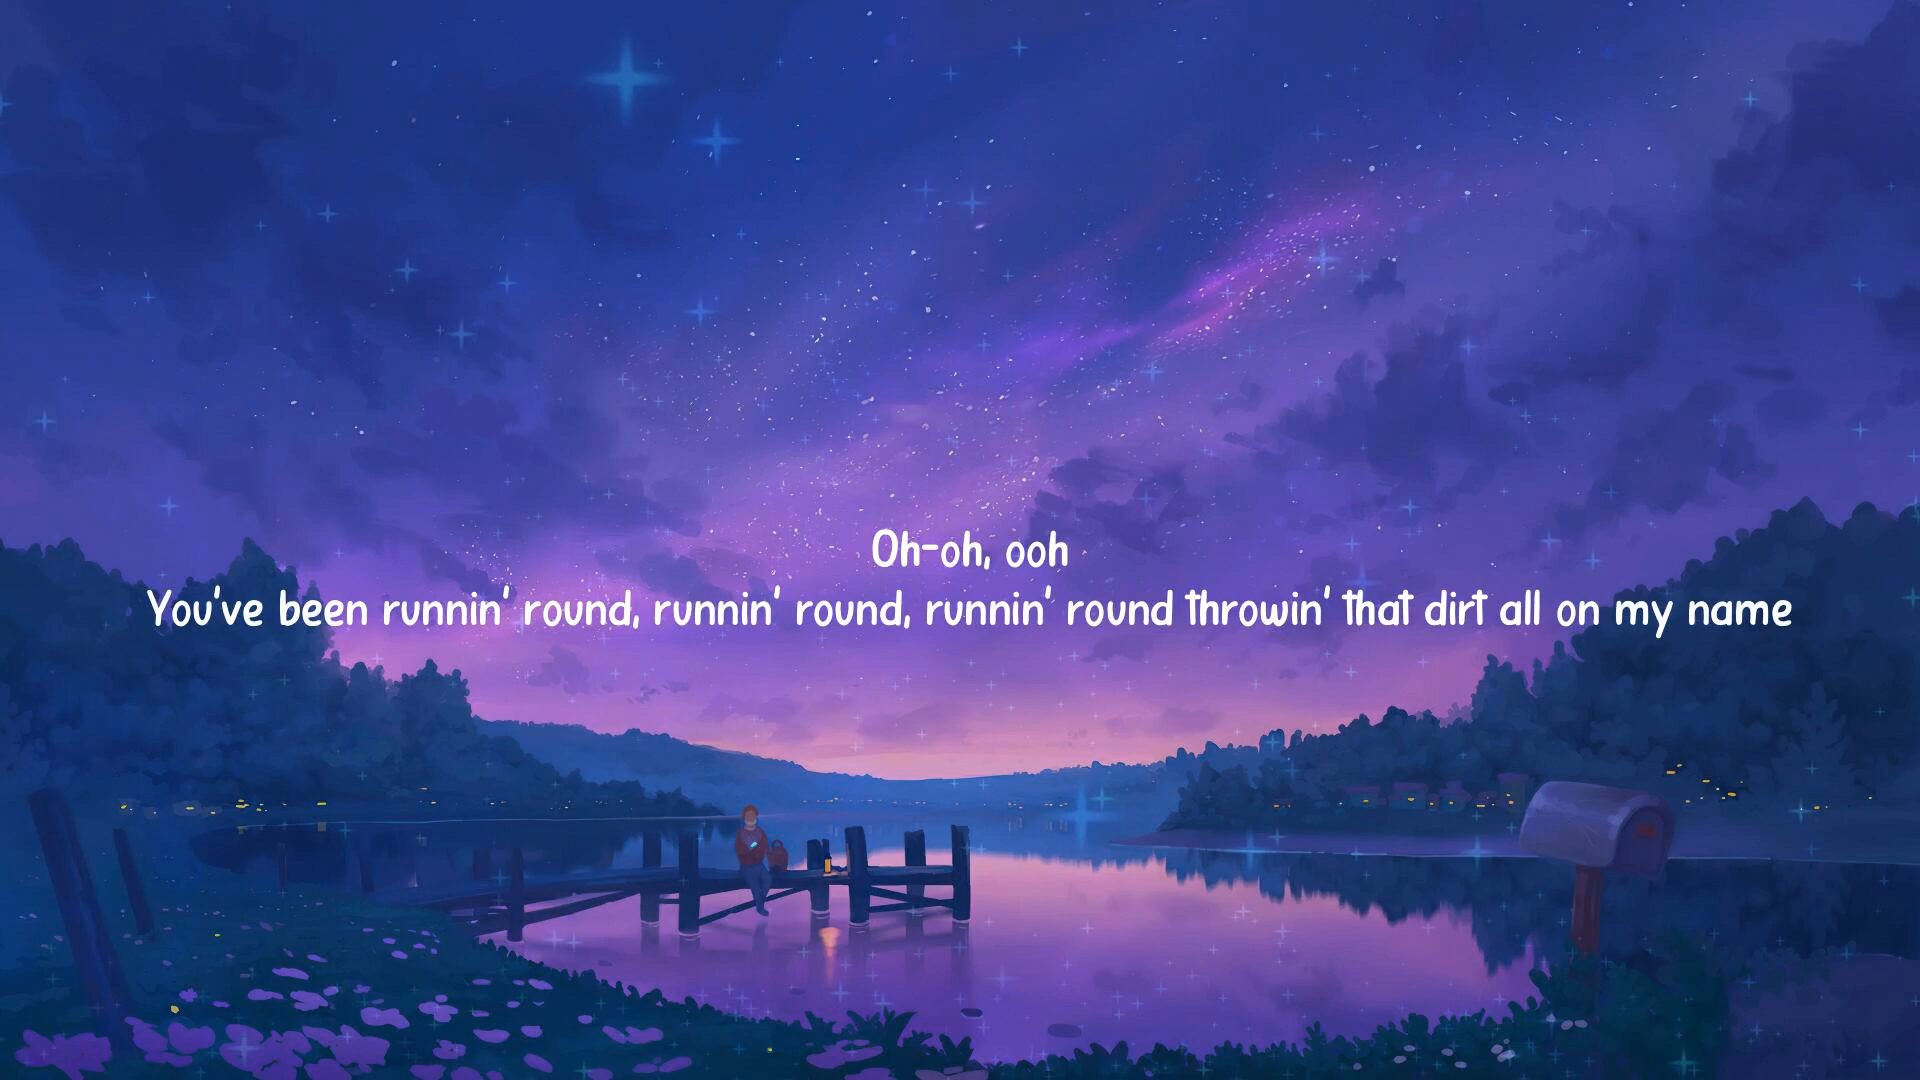 Oh-oh, ooh
You've been runnin' round, runnin' round, runnin' round throwin' that dirt all on my name